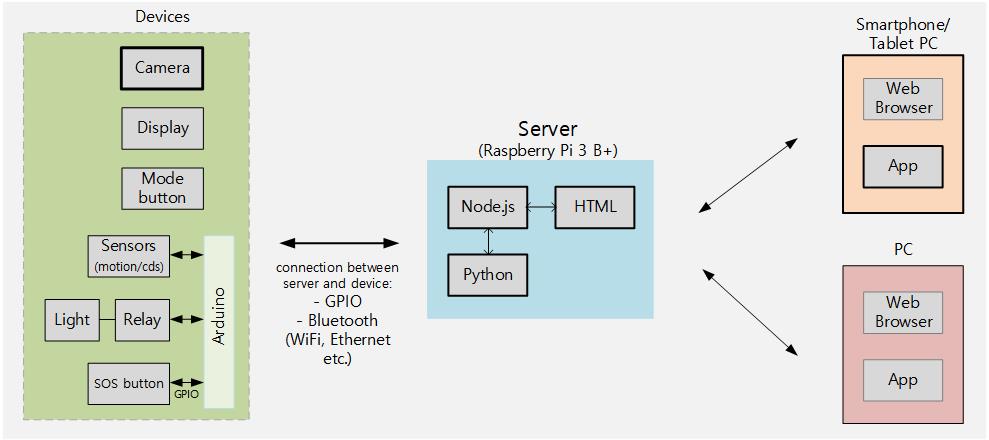 Devices
Camera
Display
Mode
button
Sensors
(motion/cds)
Light
Relay
SOS button
GPIO
Arduino
connection between
server and device:
- GPIO
- Bluetooth
(WiFi, Ethernet
etc.)
Server
(Raspberry Pi 3 B+)
Node.js
HTML
Python
Smartphone/
Tablet PC
Web
Browser
App
PC
Web
Browser
App